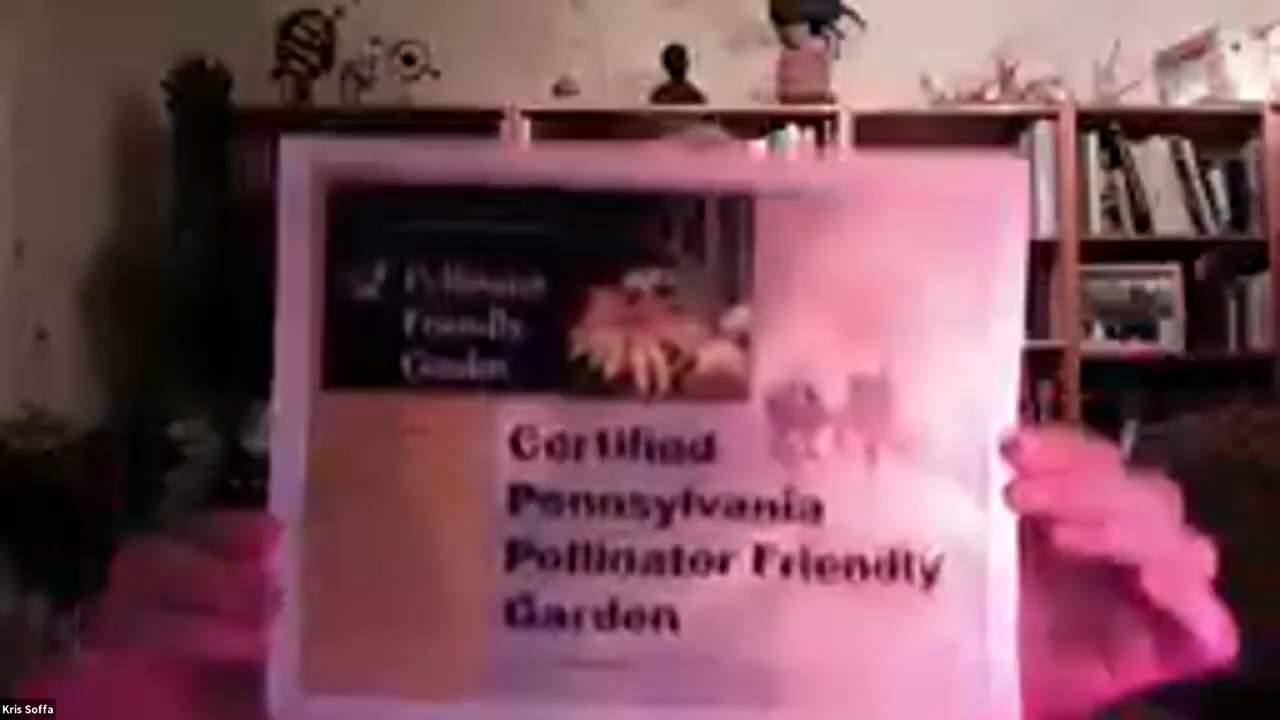 Pollinator
Friendly
Garden
Certified
Pennsylvania
Pollinator Friendly
Garden
Kris Soffa